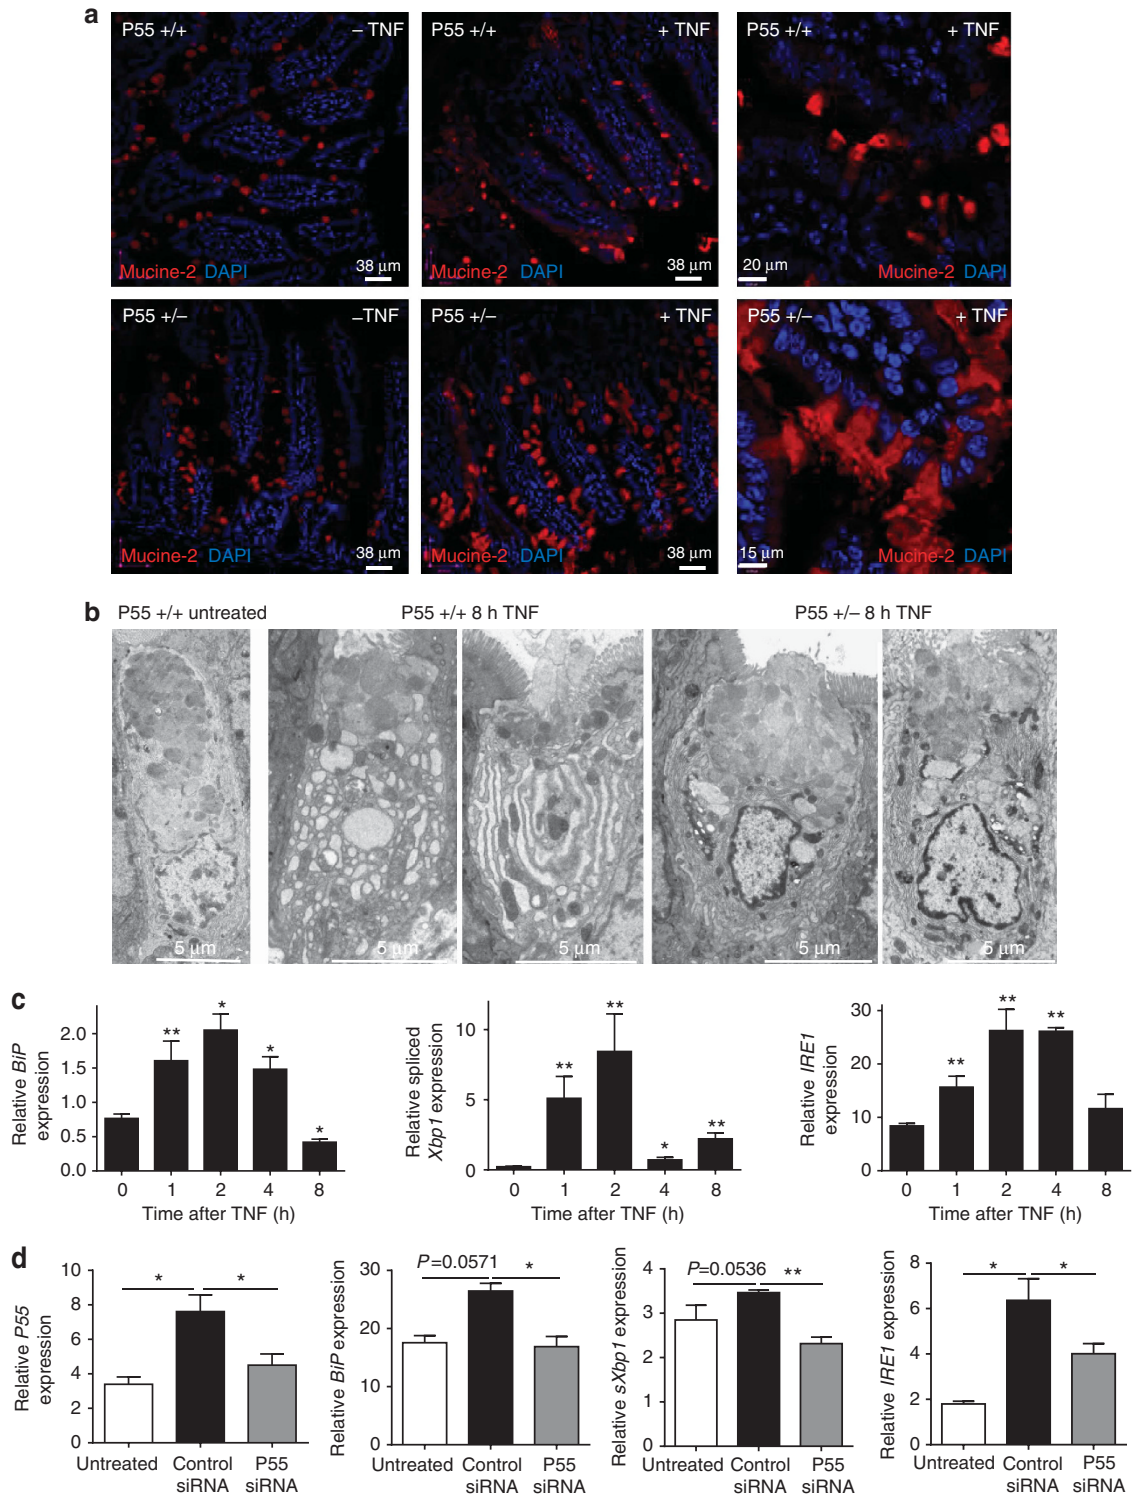 a
P55 +/+ – TNF
Mucine-2 DAPI
38 μm
P55 +/+ + TNF
Mucine-2 DAPI
38 μm
P55 +/+ + TNF
20 μm
Mucine-2 DAPI
P55 +/– –TNF
Mucine-2 DAPI
38 μm
P55 +/– + TNF
Mucine-2 DAPI
38 μm
P55 +/– + TNF
15 μm
Mucine-2 DAPI
b
P55 +/+ untreated
P55 +/+ 8 h TNF
P55 +/– 8 h TNF
5 μm
5 μm
5 μm
5 μm
5 μm
c
Relative BiP
expression
2.0
1.5
1.0
0.5
0.0
**
*
*
*
0 1 2 4 8
Time after TNF (h)
Relative spliced
Xbp1 expression
10
5
0
**
**
*
**
0 1 2 4 8
Time after TNF (h)
Relative IRE1
expression
30
20
10
0
**
**
**
0 1 2 4 8
Time after TNF (h)
d
Relative P55
expression
10
8
6
4
2
0
* *
Untreated Control P55
siRNA siRNA
Relative BiP expression
30
20
10
0
P=0.0571 *
Untreated Control P55
siRNA siRNA
Relative sXbp1 expression
4
3
2
1
0
P=0.0536 **
Untreated Control P55
siRNA siRNA
Relative IRE1 expression
8
6
4
2
0
* *
Untreated Control P55
siRNA siRNA